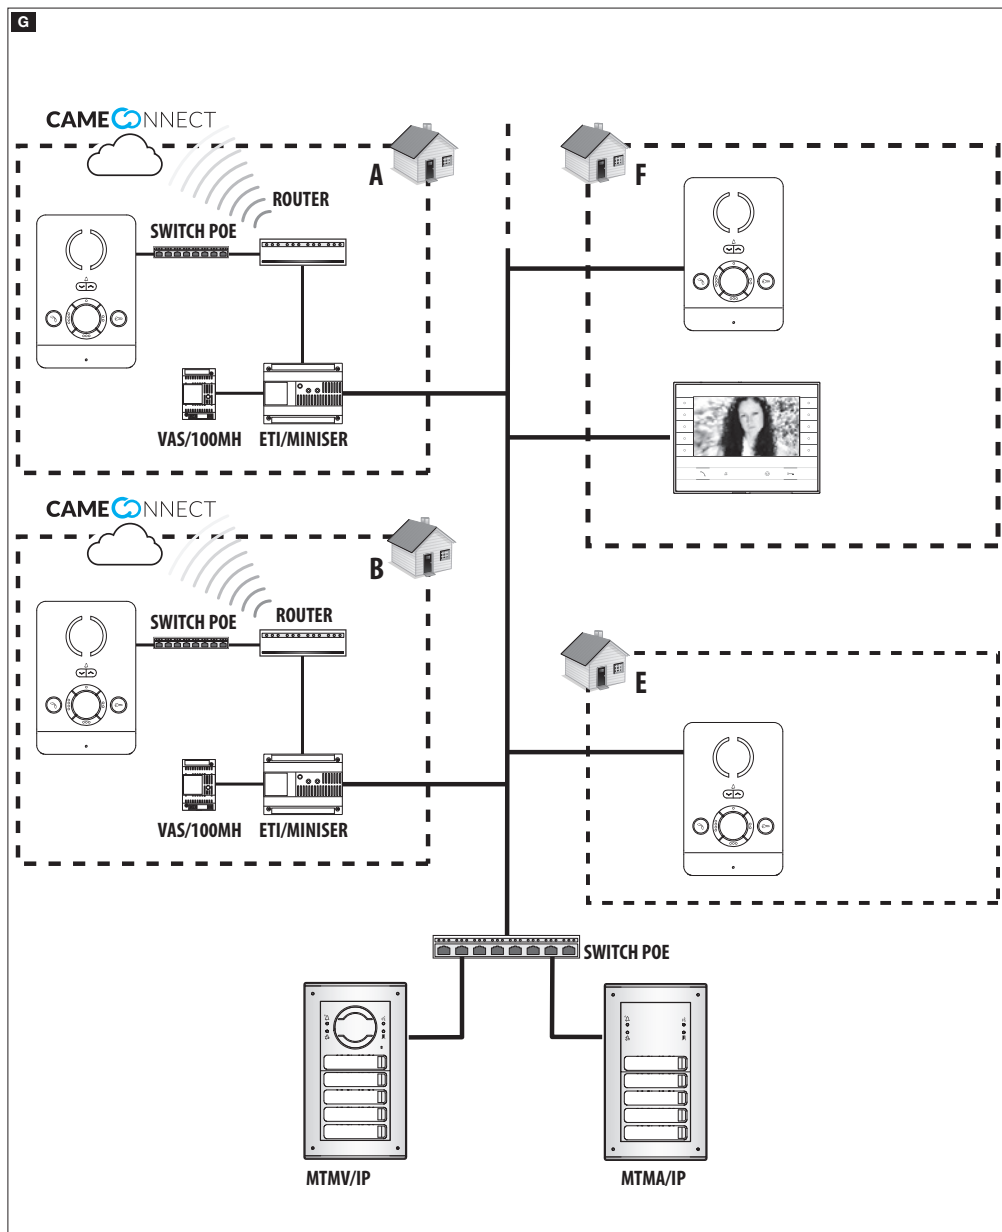 G
CAMECONNECT
A
ROUTER
SWITCH POE
VAS/100MH
ETI/MINISER
F
CAMECONNECT
B
ROUTER
SWITCH POE
VAS/100MH
ETI/MINISER
E
SWITCH POE
MTMV/IP
MTMA/IP